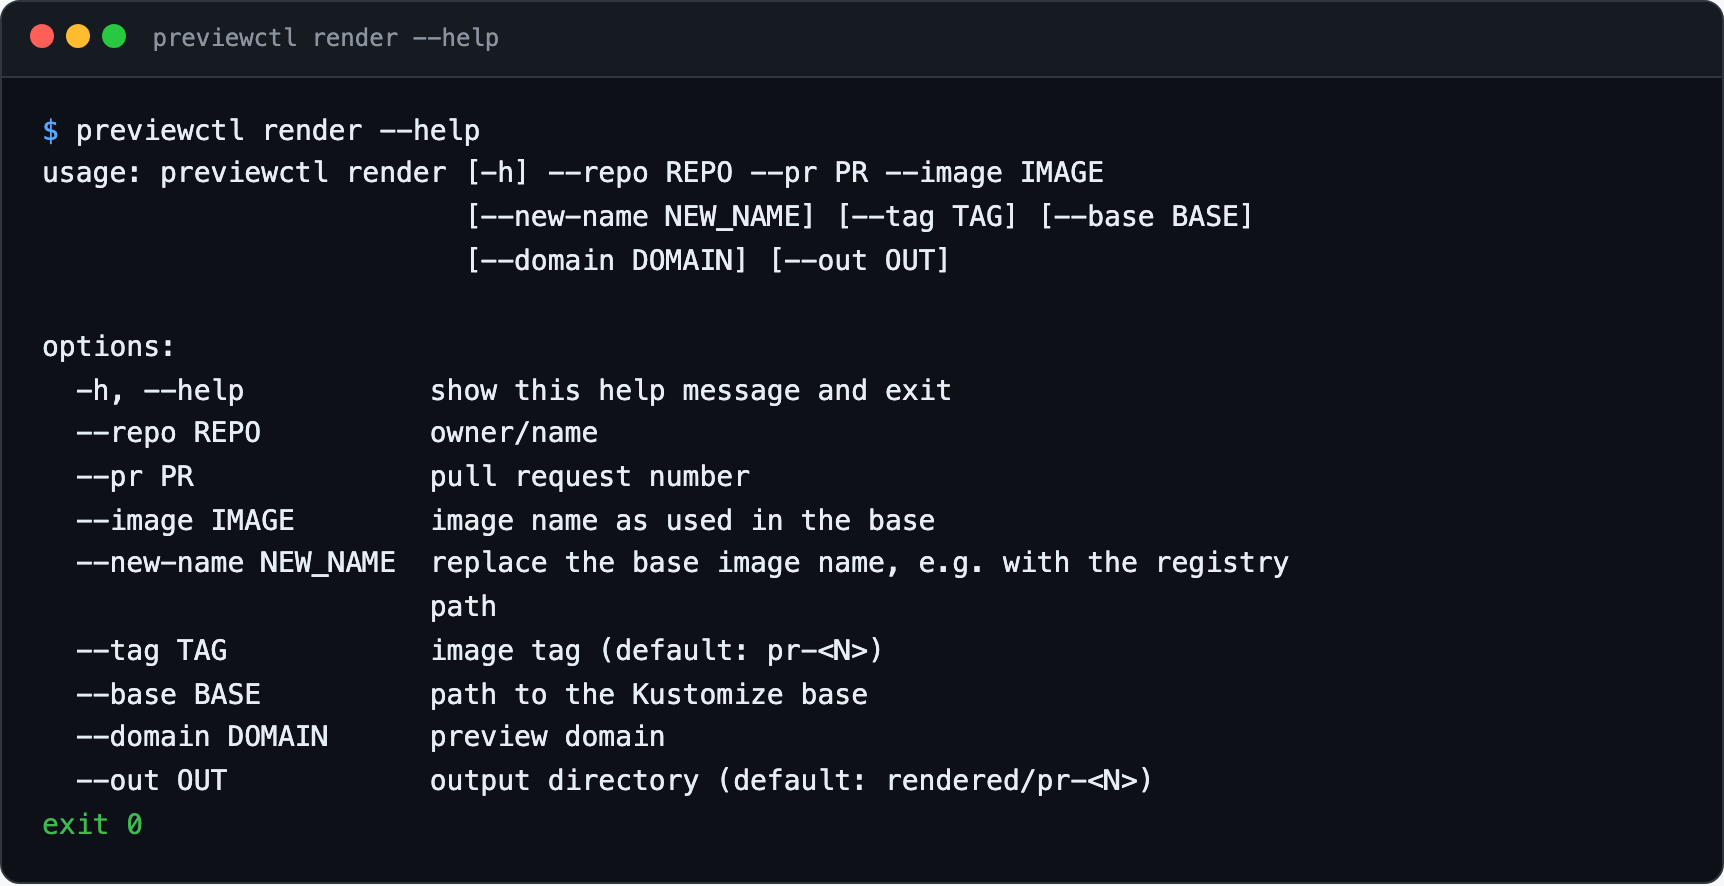 previewctl render --help
$ previewctl render --help
usage: previewctl render [-h] --repo REPO --pr PR --image IMAGE
                         [--new-name NEW_NAME] [--tag TAG] [--base BASE]
                         [--domain DOMAIN] [--out OUT]

options:
  -h, --help           show this help message and exit
  --repo REPO          owner/name
  --pr PR              pull request number
  --image IMAGE        image name as used in the base
  --new-name NEW_NAME  replace the base image name, e.g. with the registry
                       path
  --tag TAG            image tag (default: pr-<N>)
  --base BASE          path to the Kustomize base
  --domain DOMAIN      preview domain
  --out OUT            output directory (default: rendered/pr-<N>)
exit 0